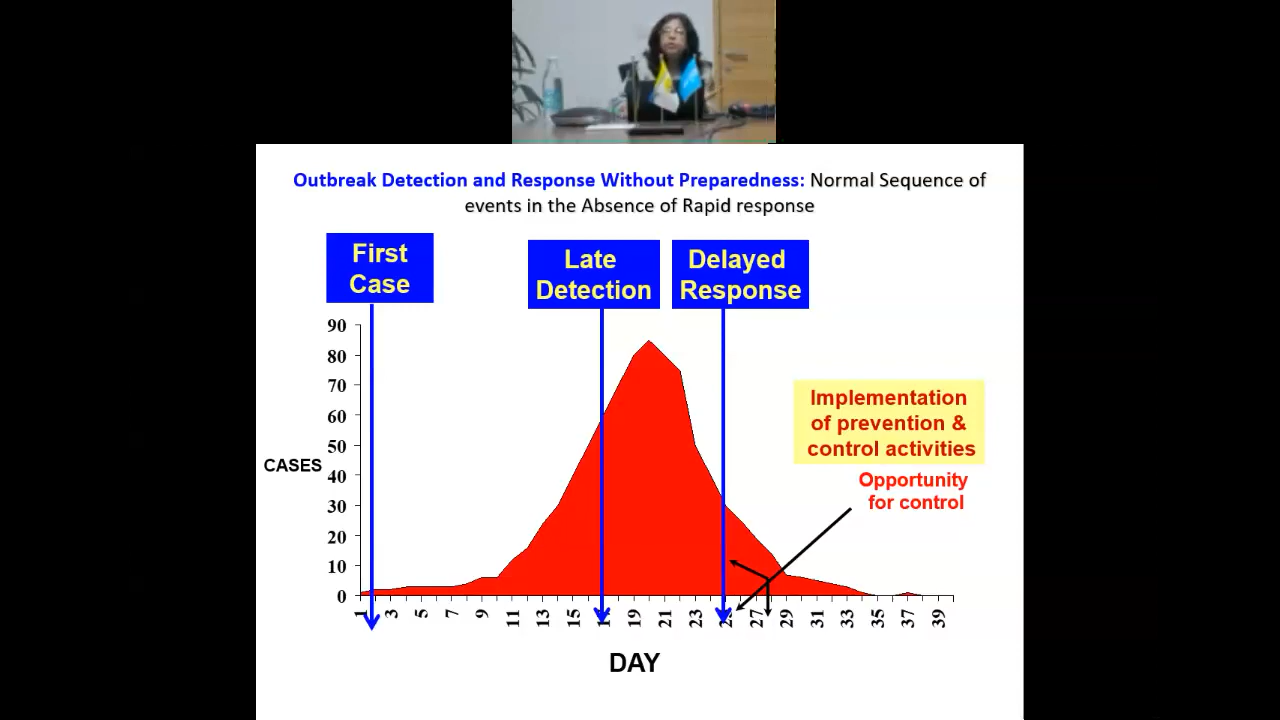 Outbreak Detection and Response Without Preparedness: Normal Sequence of
events in the Absence of Rapid response
First
Case
Late
Detection
Delayed
Response
90
80
70
60
50
40
30
20
10
0
CASES
Implementation
of prevention &
control activities
Opportunity
for control
1 3 5 7 9 11 13 15 19 21 23 27 29 31 33 35 37 39
DAY